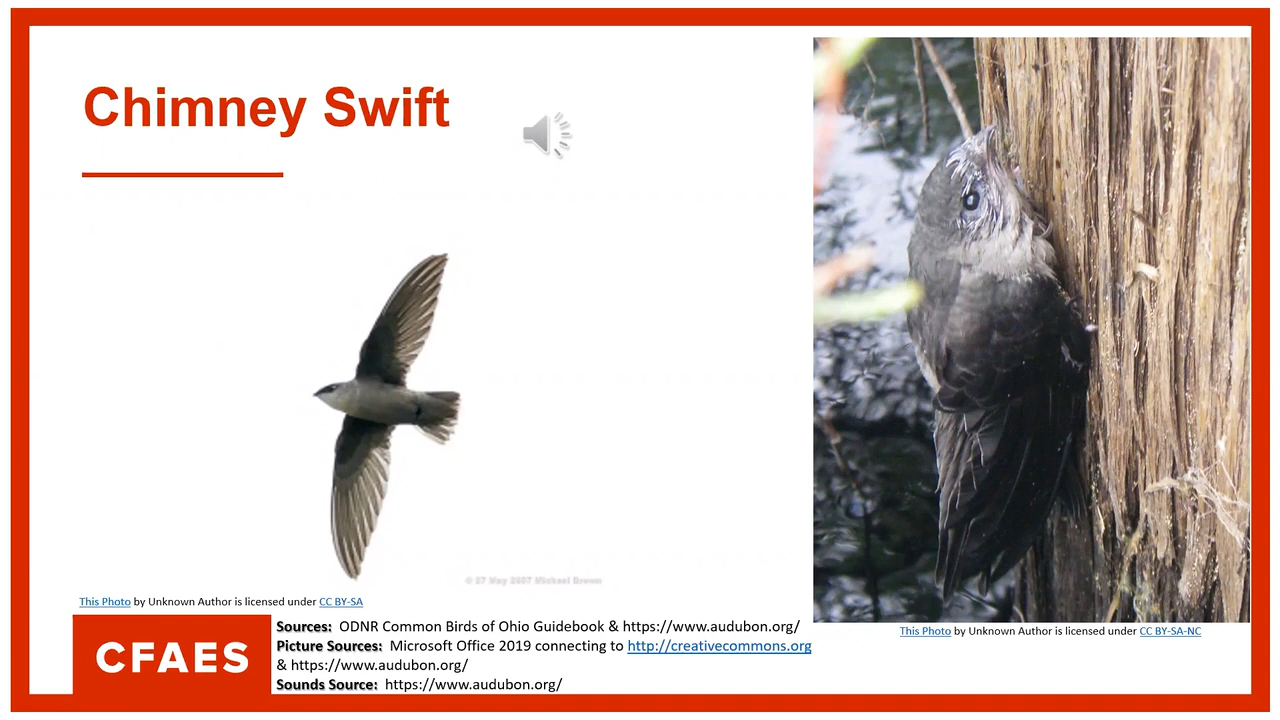 Chimney Swift
© 27 May 2007 Michael Brown
This Photo by Unknown Author is licensed under CC BY-SA
This Photo by Unknown Author is licensed under CC BY-SA-NC
CFAES
Sources: ODNR Common Birds of Ohio Guidebook & https://www.audubon.org/
Picture Sources: Microsoft Office 2019 connecting to http://creativecommons.org
& https://www.audubon.org/
Sounds Source: https://www.audubon.org/